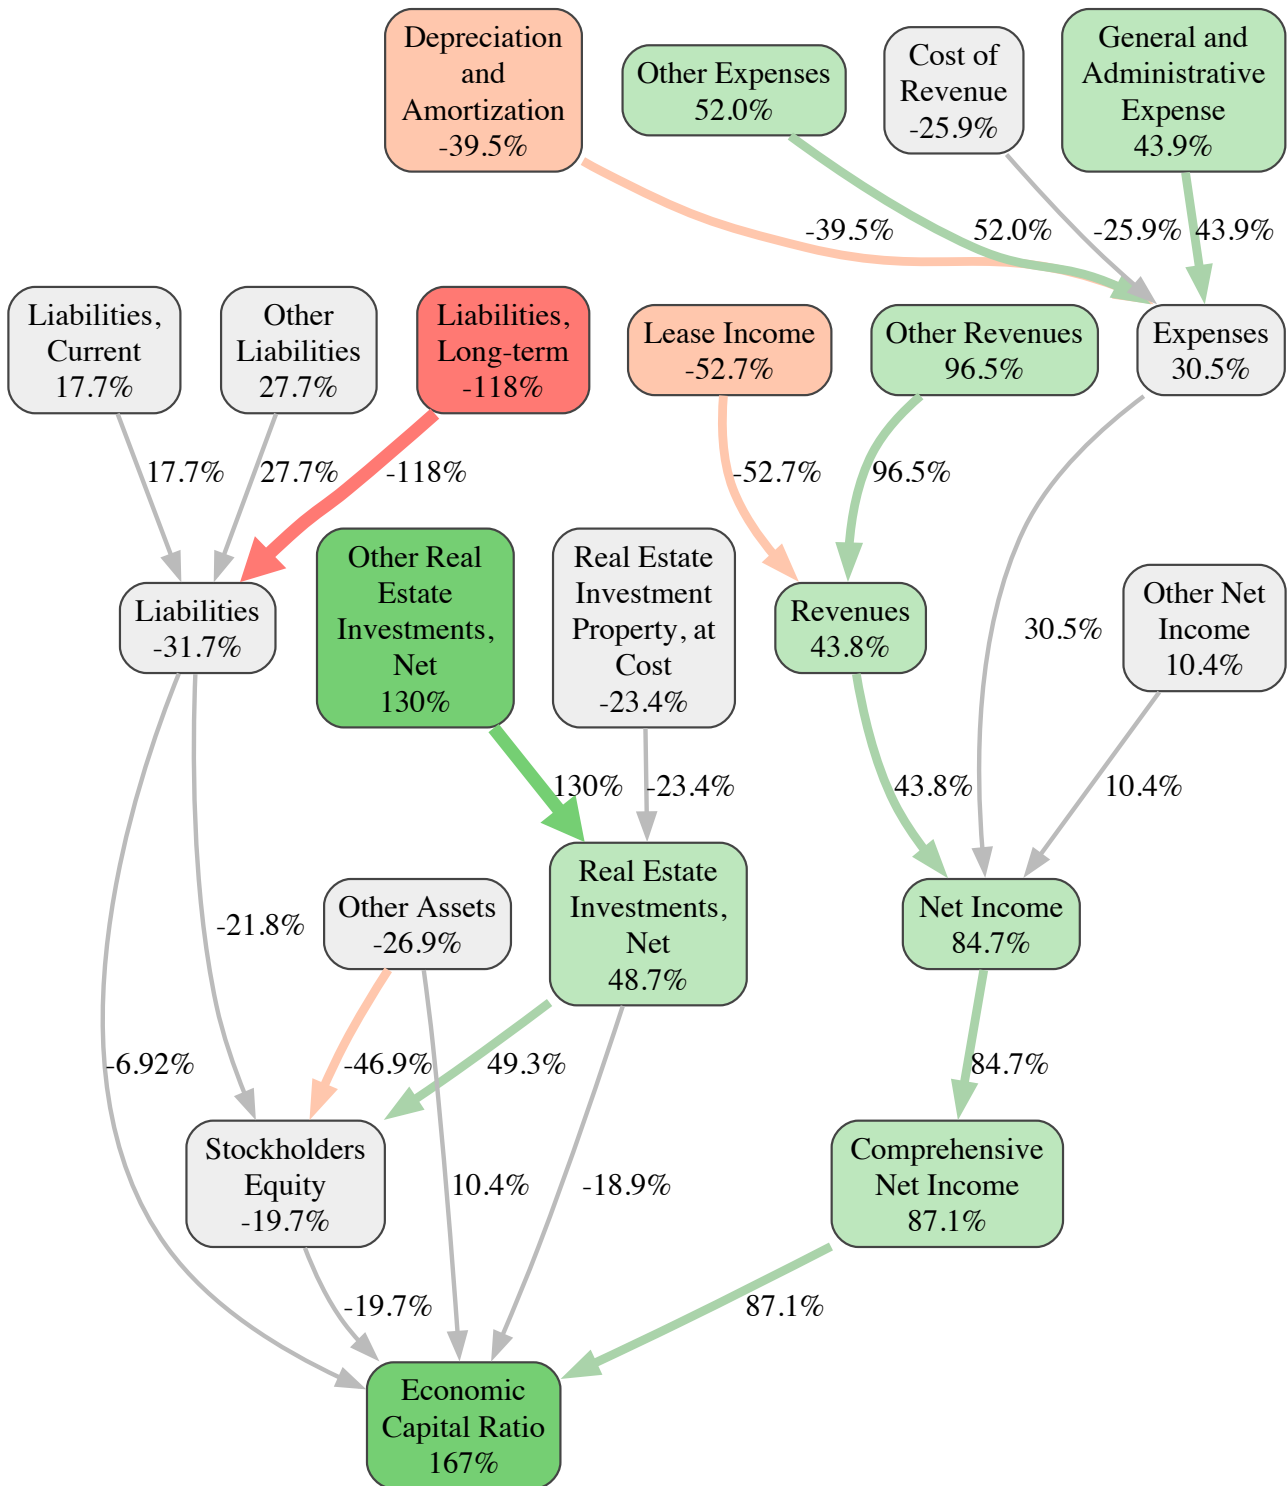 Depreciation
and
Amortization
-39.5%
Other Expenses
52.0%
Cost of
Revenue
-25.9%
General and
Administrative
Expense
43.9%
-39.5%
52.0%
-25.9%
43.9%
Liabilities,
Current
17.7%
Other
Liabilities
27.7%
Liabilities,
Long-term
-118%
Lease Income
-52.7%
Other Revenues
96.5%
Expenses
30.5%
17.7%
27.7%
-118%
-52.7%
96.5%
Liabilities
-31.7%
Other Real
Estate
Investments,
Net
130%
Real Estate
Investment
Property, at
Cost
-23.4%
Revenues
43.8%
30.5%
Other Net
Income
10.4%
130%
-23.4%
43.8%
10.4%
-21.8%
Other Assets
-26.9%
Real Estate
Investments,
Net
48.7%
Net Income
84.7%
-6.92%
-46.9%
49.3%
84.7%
Stockholders
Equity
-19.7%
10.4%
-18.9%
Comprehensive
Net Income
87.1%
-19.7%
87.1%
Economic
Capital Ratio
167%